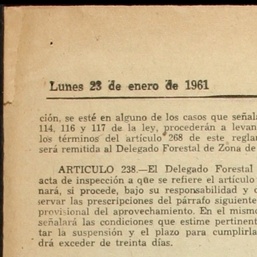 Lunes 23 de enero de 1961
ción, se esté en alguno de los casos que señal
114, 116 y 117 de la ley, procederán a levan
los términos del artículo 268 de este regla
será remitida al Delegado Forestal de Zona de
ARTICULO 238.—El Delegado Forestal
acta de inspección a que se refiere el artículo
nará, si procede, bajo su responsabilidad y
servar las prescripciones del párrafo siguiente
provisional del aprovechamiento. En el mismo
señalará las condiciones que estime pertinent
tar la suspensión y el plazo para cumplirla
drá exceder de treinta días.